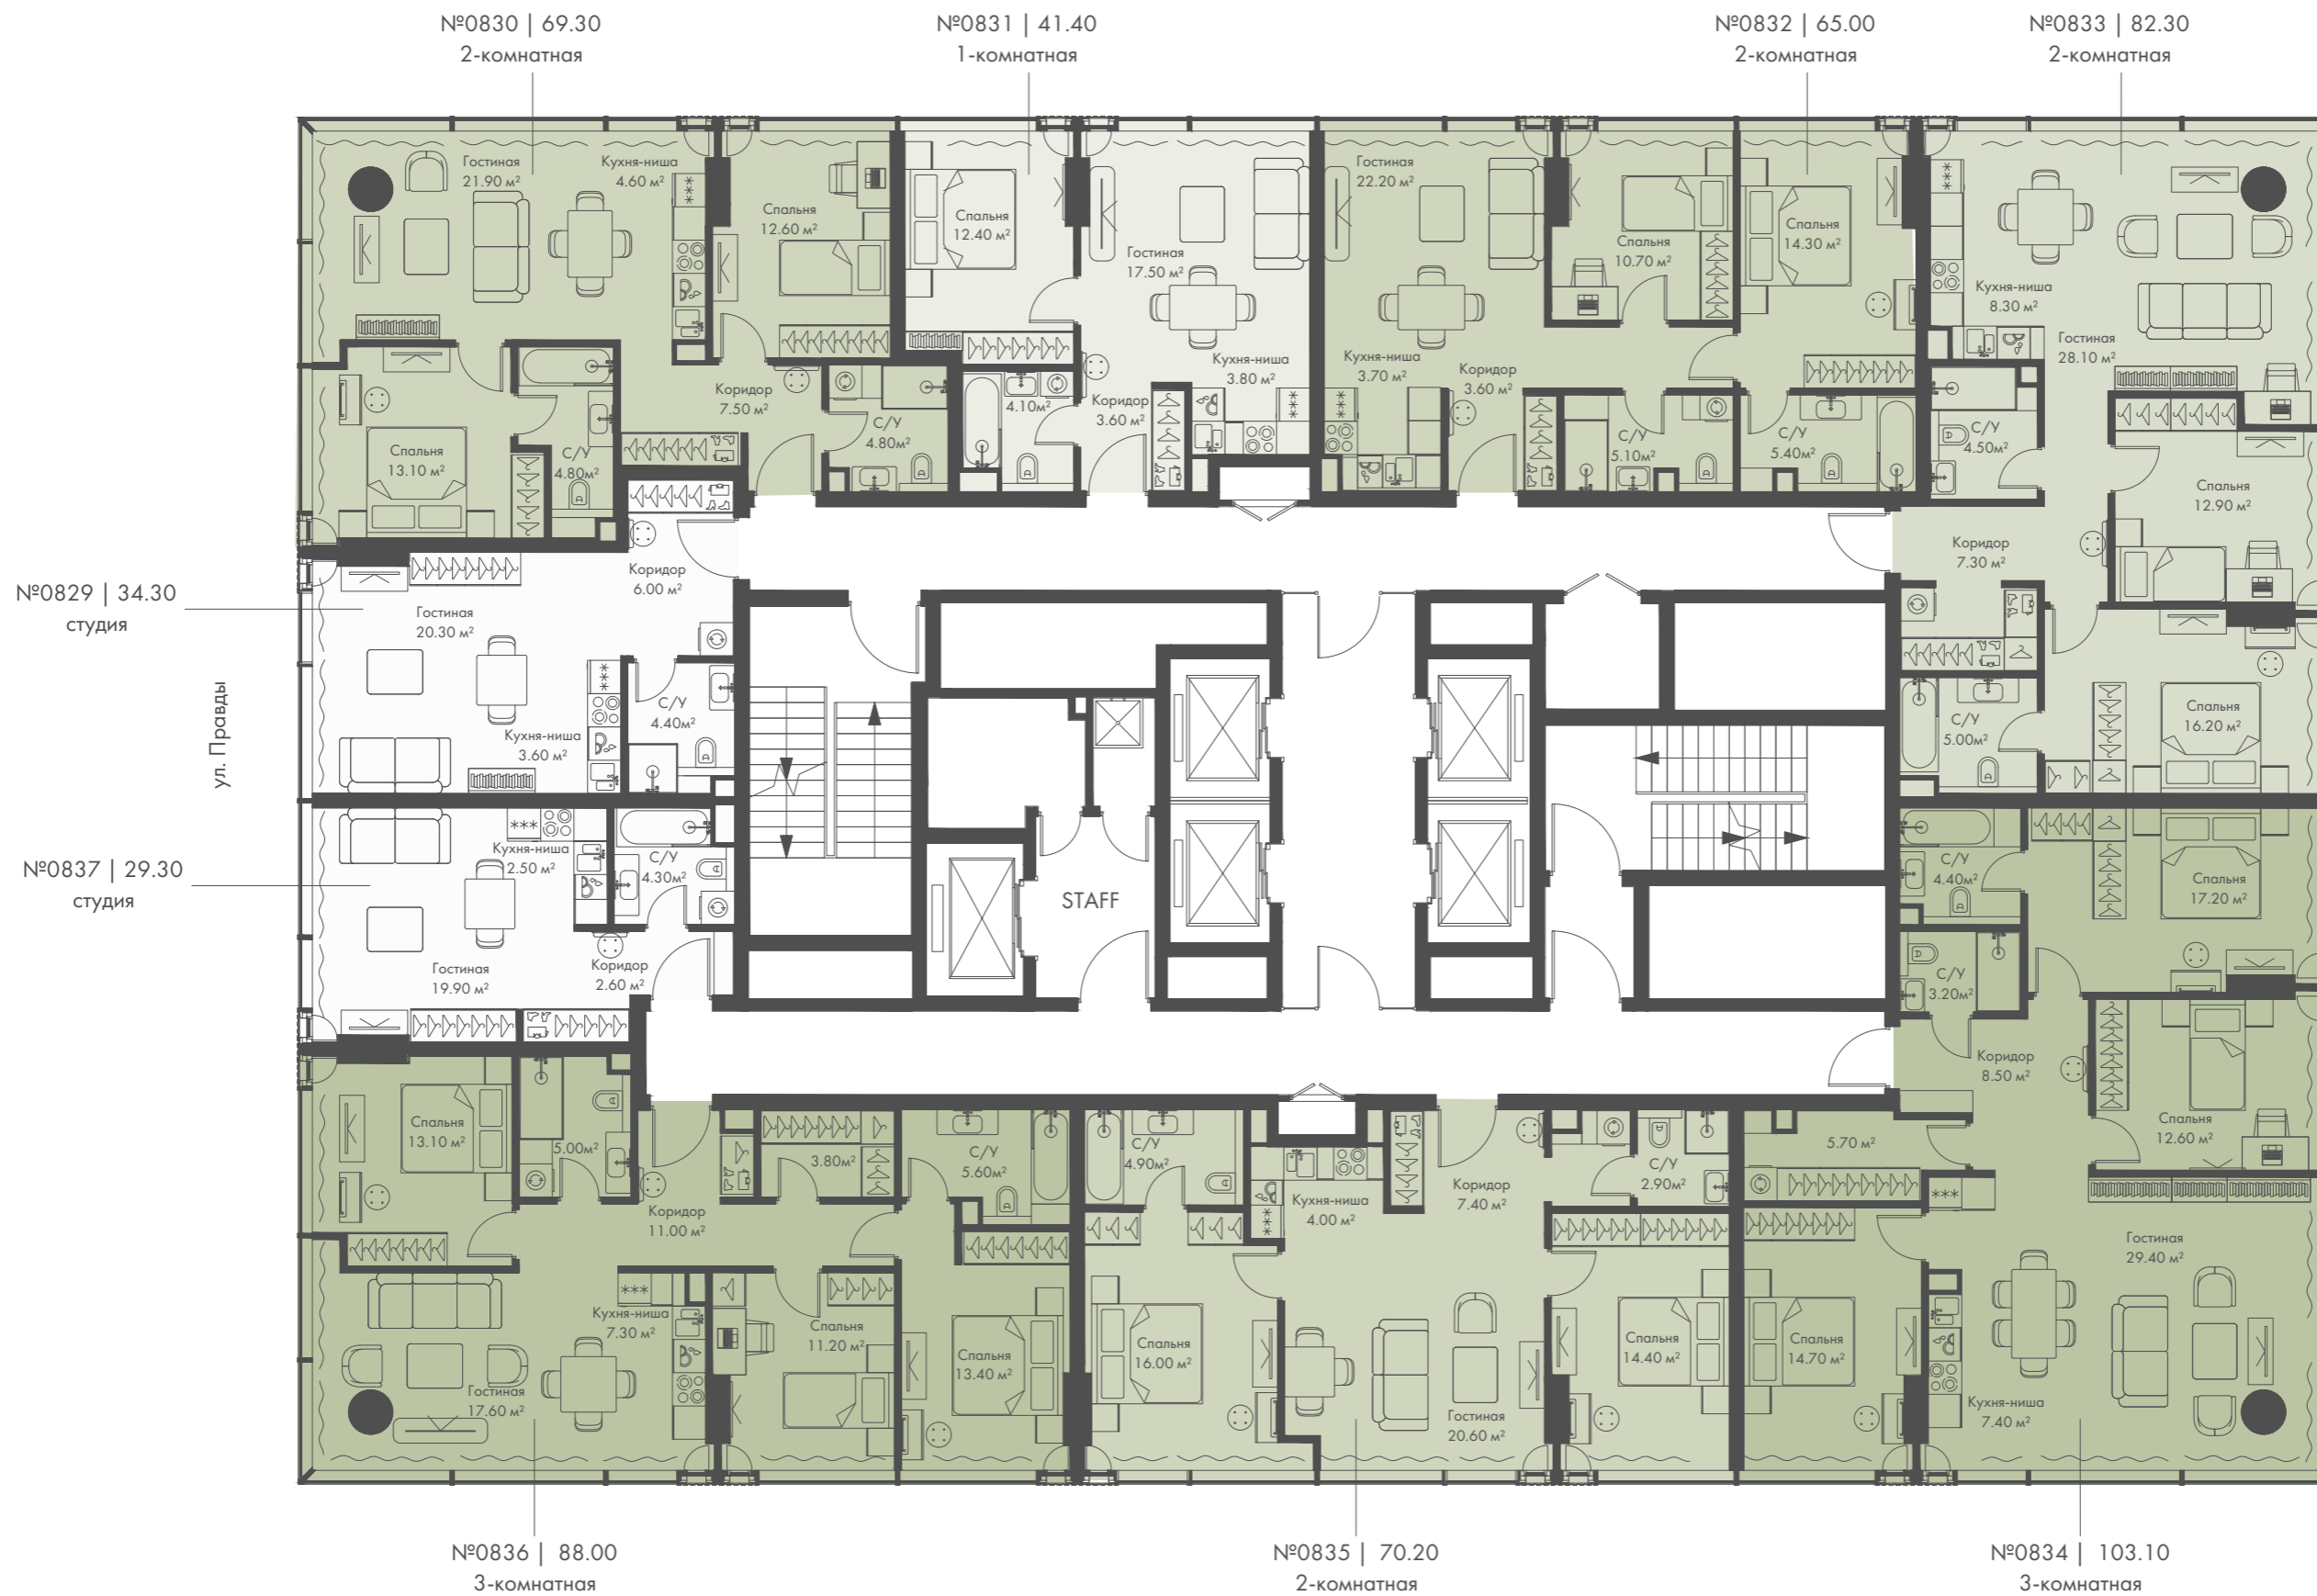 №0830 | 69.30
2-комнатная
№0831 | 41.40
1-комнатная
№0832 | 65.00
2-комнатная
№0833 | 82.30
2-комнатная
Гостиная
21.90 м²
Кухня-ниша
4.60 м²
Спальня
12.60 м²
Спальня
13.10 м²
С/У
4.80м²
Коридор
7.50 м²
С/У
4.80м²
Спальня
12.40 м²
Гостиная
17.50 м²
Кухня-ниша
3.80 м²
4.10м²
Коридор
3.60 м²
Гостиная
22.20 м²
Кухня-ниша
3.70 м²
Коридор
3.60 м²
Спальня
10.70 м²
Спальня
14.30 м²
С/У
5.10м²
С/У
5.40м²
Кухня-ниша
8.30 м²
Гостиная
28.10 м²
С/У
4.50м²
Спальня
12.90 м²
Коридор
7.30 м²
Спальня
16.20 м²
С/У
5.00м²
№0829 | 34.30
студия
Коридор
6.00 м²
Гостиная
20.30 м²
С/У
4.40м²
Кухня-ниша
3.60 м²
ул. Правды
№0837 | 29.30
студия
Кухня-ниша
2.50 м²
С/У
4.30м²
Гостиная
19.90 м²
Коридор
2.60 м²
STAFF
С/У
4.40м²
Спальня
17.20 м²
С/У
3.20м²
Коридор
8.50 м²
Спальня
12.60 м²
5.70 м²
Гостиная
29.40 м²
Спальня
14.70 м²
Кухня-ниша
7.40 м²
Спальня
13.10 м²
5.00м²
3.80м²
С/У
5.60м²
Коридор
11.00 м²
Кухня-ниша
7.30 м²
Гостиная
17.60 м²
Спальня
11.20 м²
Спальня
13.40 м²
С/У
4.90м²
Кухня-ниша
4.00 м²
Коридор
7.40 м²
С/У
2.90м²
Спальня
16.00 м²
Гостиная
20.60 м²
Спальня
14.40 м²
№0836 | 88.00
3-комнатная
№0835 | 70.20
2-комнатная
№0834 | 103.10
3-комнатная